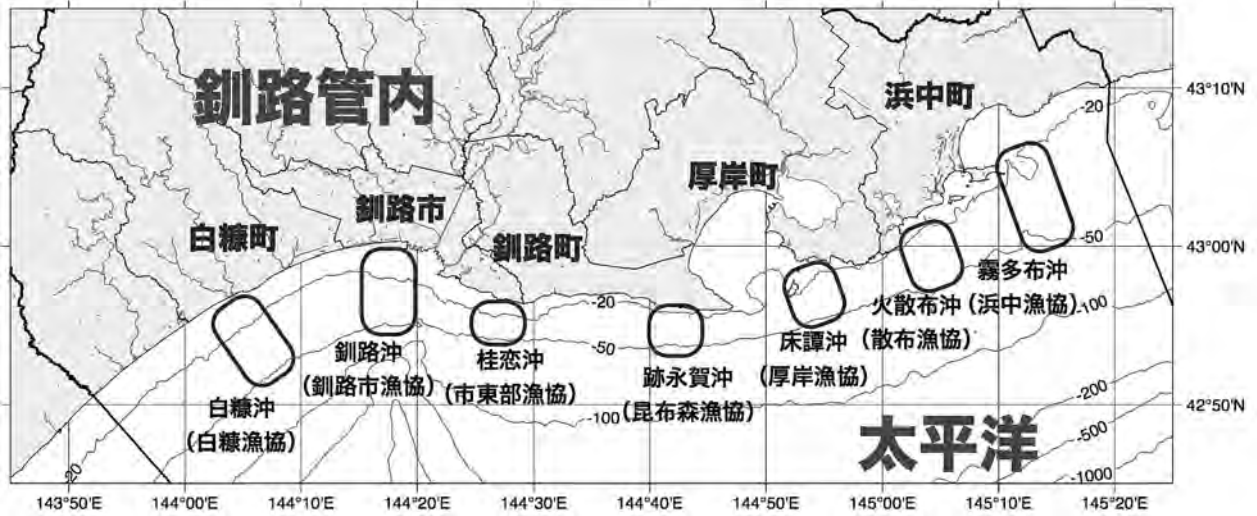 釧路管内
浜中町
厚岸町
釧路市
白糠町
釧路町
-20
43°10'N
-50
43°00'N
霧多布沖
(浜中漁協)
-100
火散布沖
(散布漁協)
床譚沖
(厚岸漁協)
-20
-50
跡永賀沖
(昆布森漁協)
桂恋沖
(市東部漁協)
釧路沖
(釧路市漁協)
白糠沖
(白糠漁協)
-100
-20
太平洋
-200
-500
-1000
42°50'N
143°50'E
144°00'E
144°10'E
144°20'E
144°30'E
144°40'E
144°50'E
145°00'E
145°10'E
145°20'E